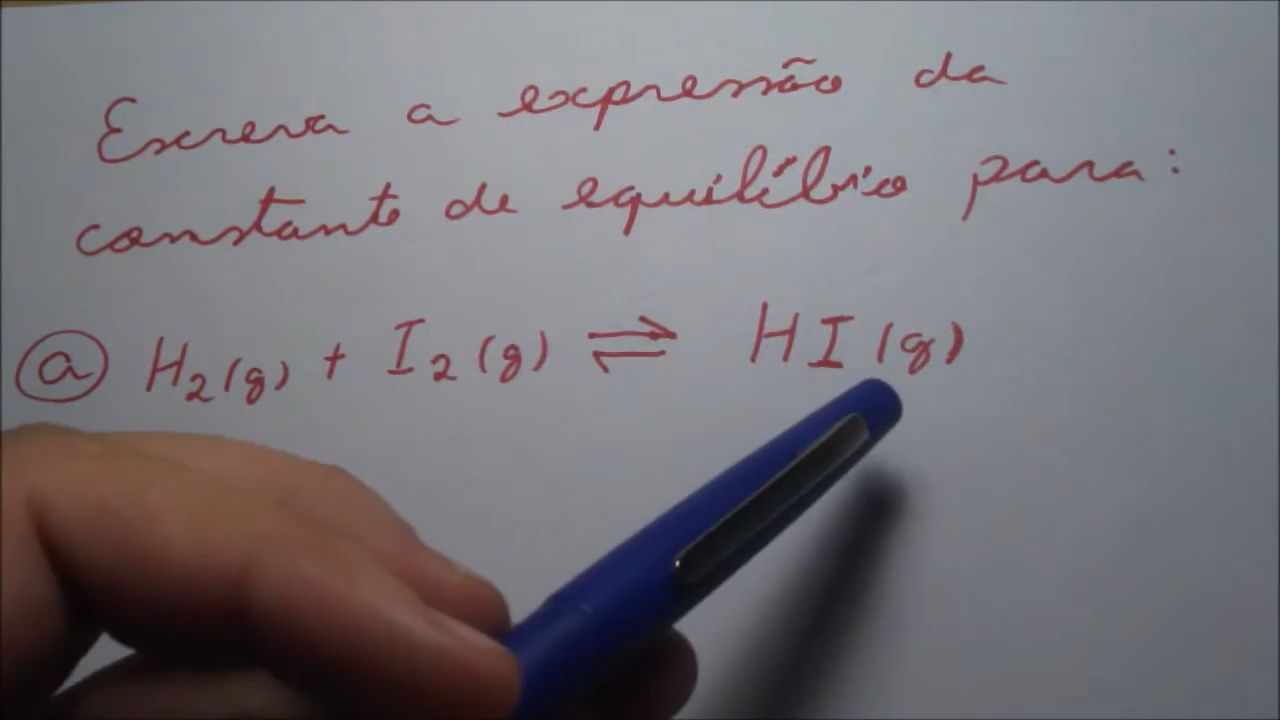 Escreva a expressão da
constante de equilíbrio para:
a H₂(g) + I₂(g) ⇌ HI(g)